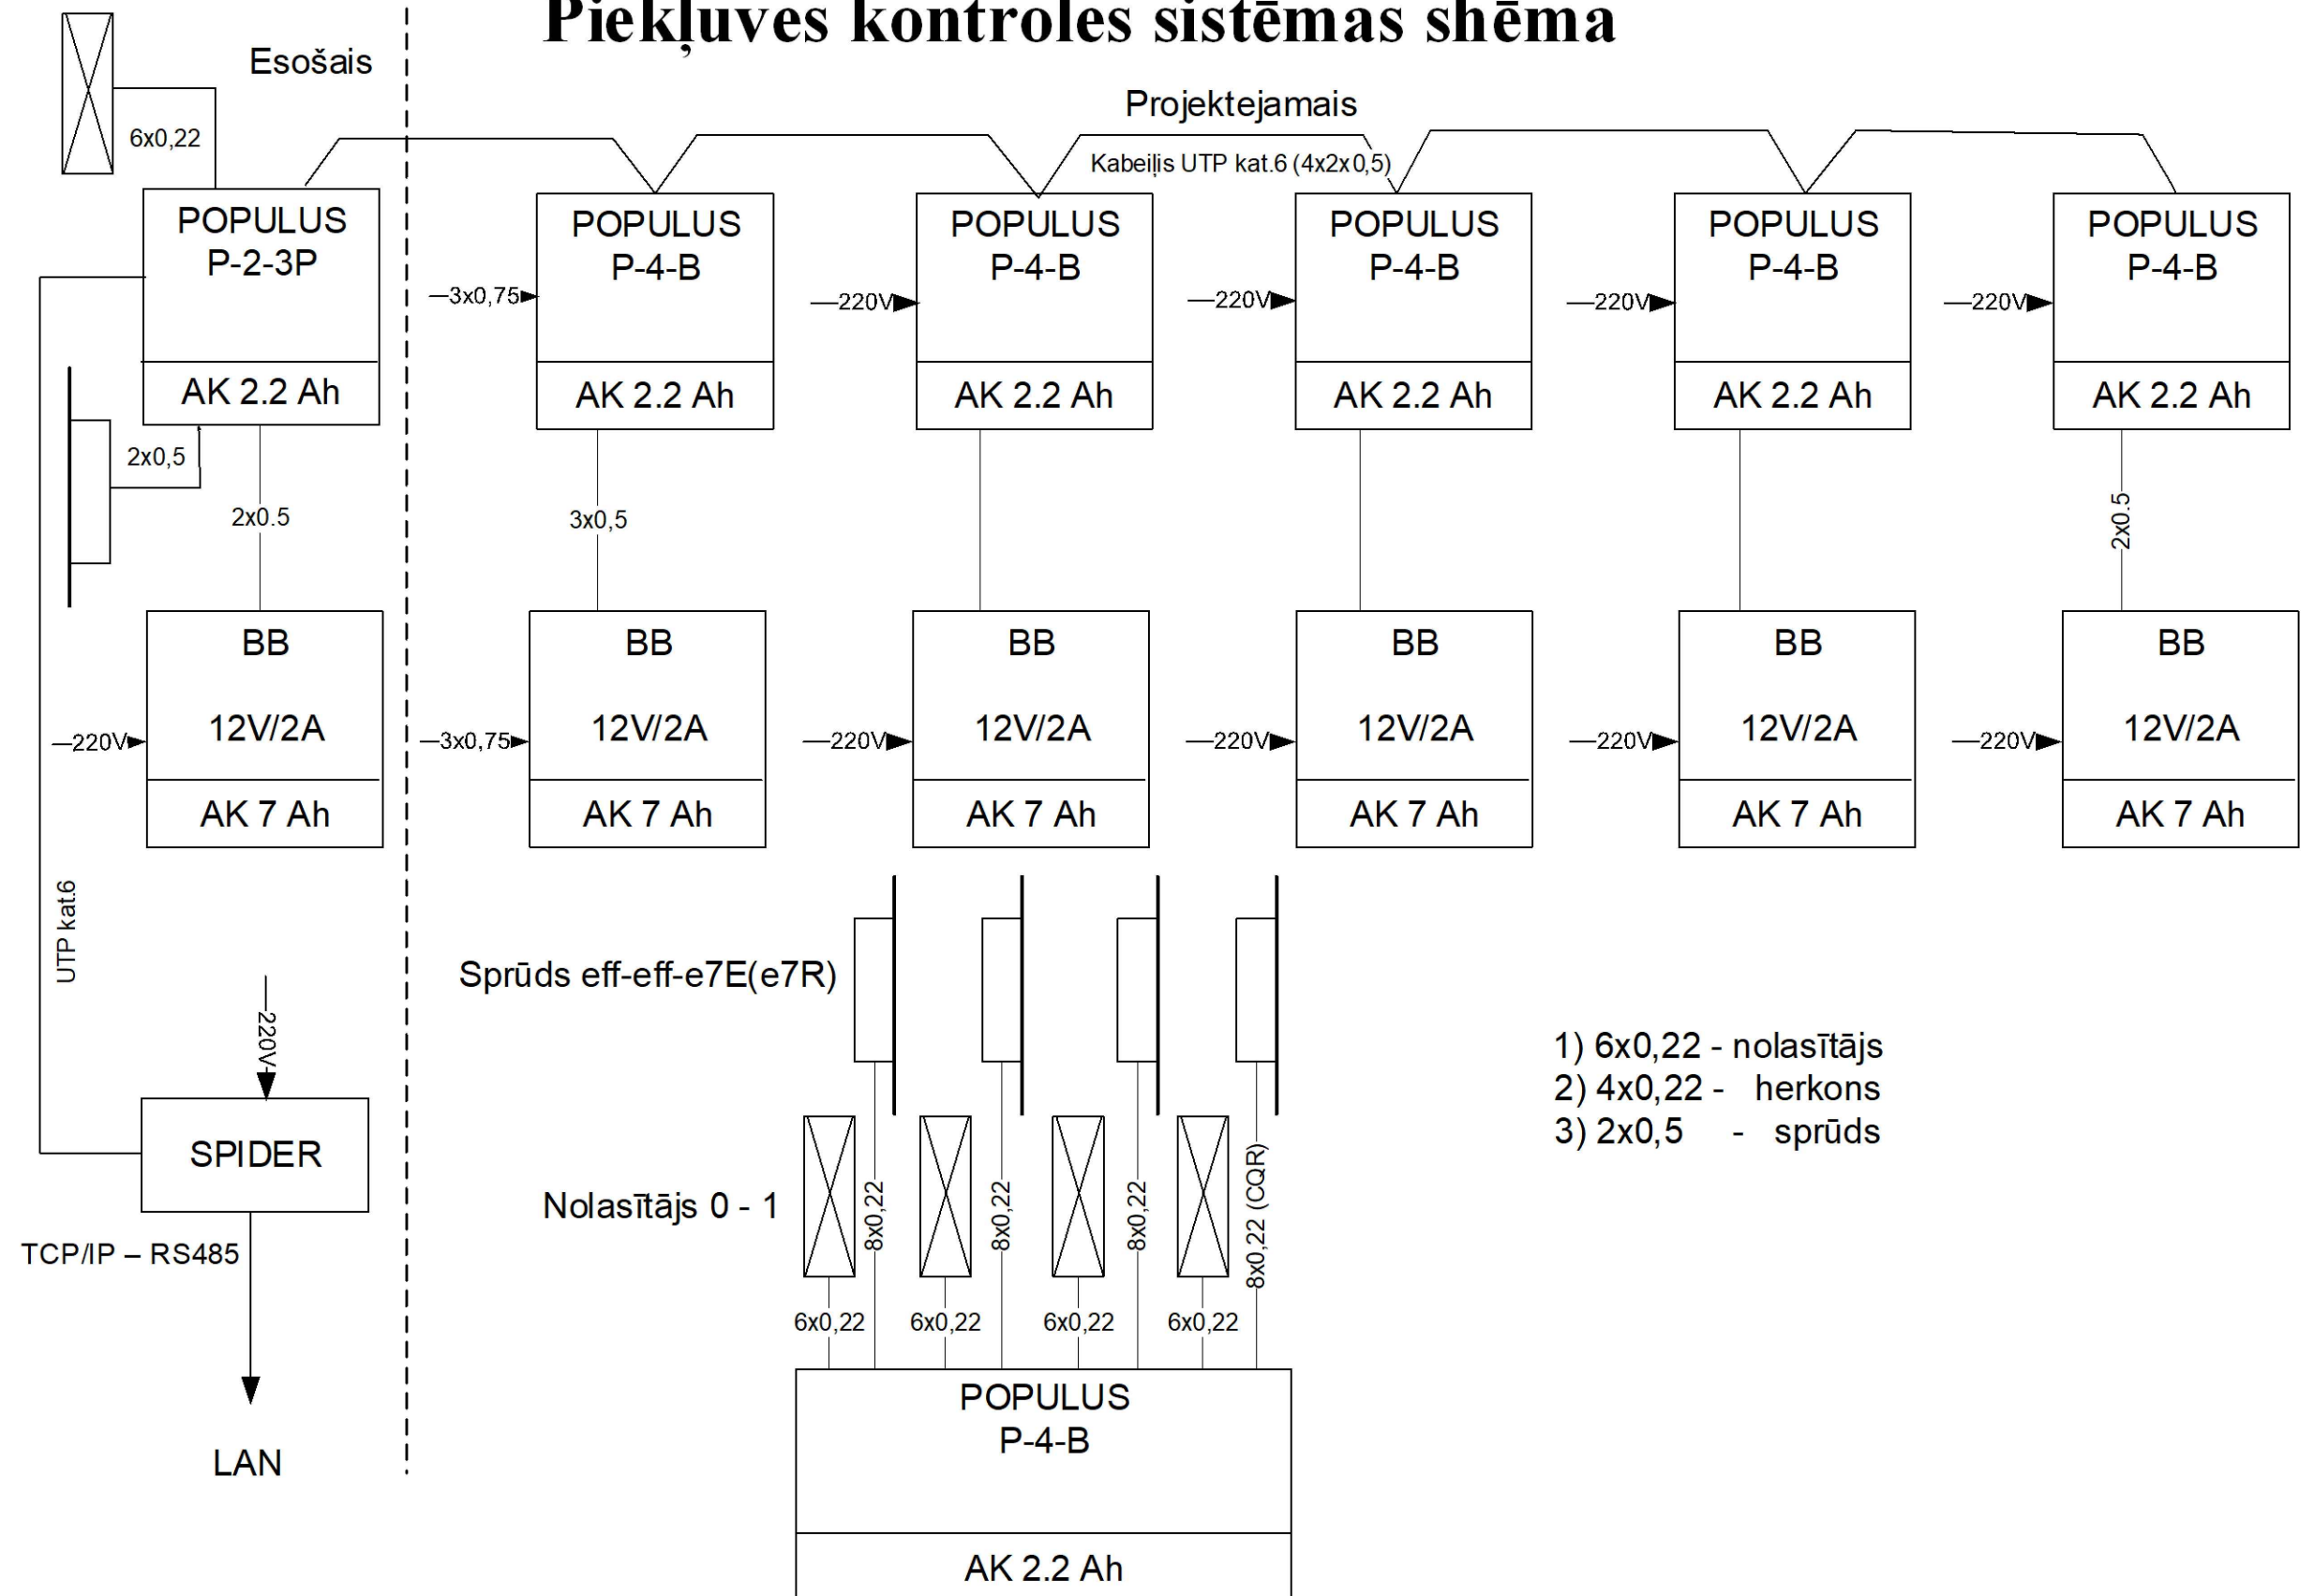 Piekļuves kontroles sistēmas shēma
Esošais
Projektejamais
6x0,22
Kabeiļis UTP kat.6 (4x2x0,5)
POPULUS
P-2-3P
AK 2.2 Ah
POPULUS
P-4-B
AK 2.2 Ah
POPULUS
P-4-B
AK 2.2 Ah
POPULUS
P-4-B
AK 2.2 Ah
POPULUS
P-4-B
AK 2.2 Ah
POPULUS
P-4-B
AK 2.2 Ah
3x0,75
220V
220V
220V
220V
2x0,5
2x0.5
3x0,5
2x0.5
BB
12V/2A
AK 7 Ah
BB
12V/2A
AK 7 Ah
BB
12V/2A
AK 7 Ah
BB
12V/2A
AK 7 Ah
BB
12V/2A
AK 7 Ah
BB
12V/2A
AK 7 Ah
220V
3x0,75
220V
220V
220V
220V
UTP kat.6
220V
SPIDER
TCP/IP – RS485
LAN
Sprūds eff-eff-e7E(e7R)
Nolasītājs 0 - 1
8x0,22
8x0,22
8x0,22
8x0,22 (CQR)
6x0,22
6x0,22
6x0,22
6x0,22
POPULUS
P-4-B
AK 2.2 Ah
1) 6x0,22 - nolasītājs
2) 4x0,22 - herkons
3) 2x0,5 - sprūds